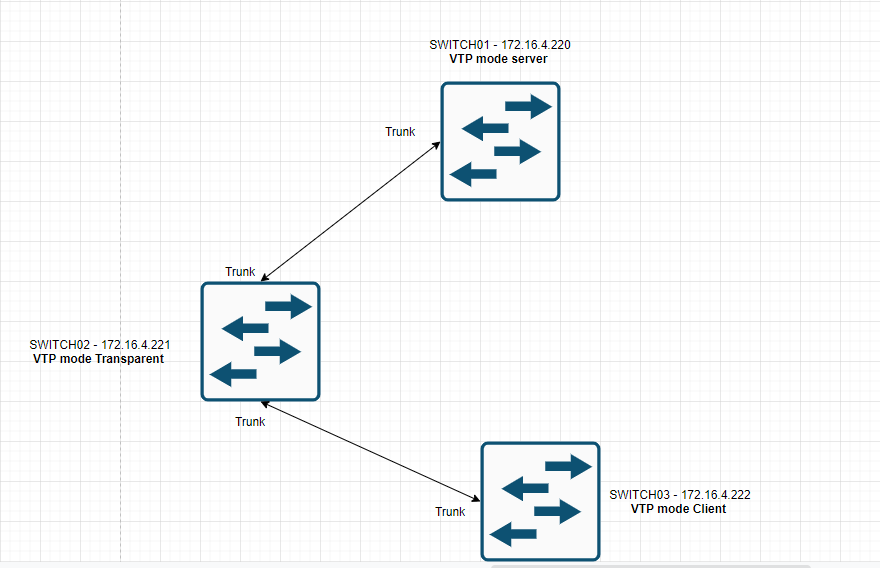 SWITCH01 - 172.16.4.220
VTP mode server
Trunk
Trunk
SWITCH02 - 172.16.4.221
VTP mode Transparent
Trunk
SWITCH03 - 172.16.4.222
VTP mode Client
Trunk